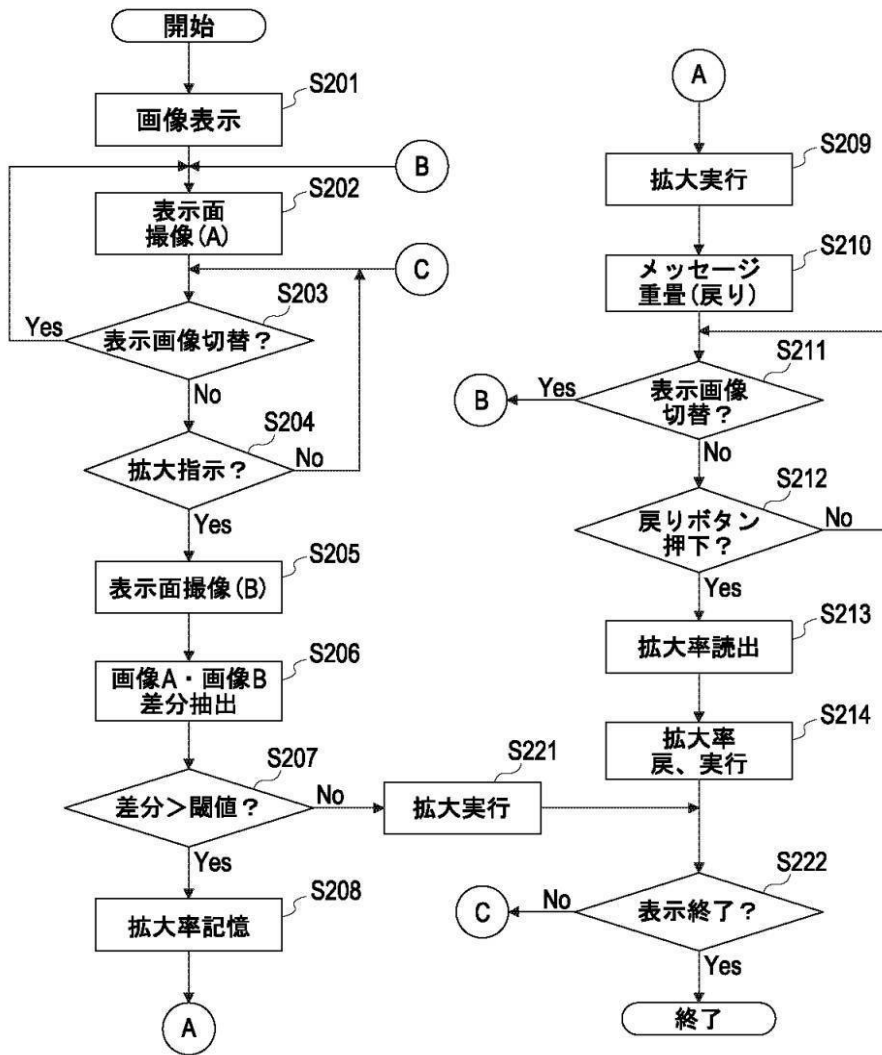 開始
S201
画像表示
B
S202
表示面
撮像(A)
C
S203
表示画像切替？
Yes
No
S204
拡大指示？
No
Yes
S205
表示面撮像(B)
S206
画像A・画像B
差分抽出
S207
差分＞閾値？
No
Yes
S221
拡大実行
S208
拡大率記憶
A
A
S209
拡大実行
S210
メッセージ
重畳(戻り)
S211
表示画像
切替？
Yes
B
No
S212
戻りボタン
押下？
No
Yes
S213
拡大率読出
S214
拡大率
戻、実行
S222
表示終了？
No
C
Yes
終了